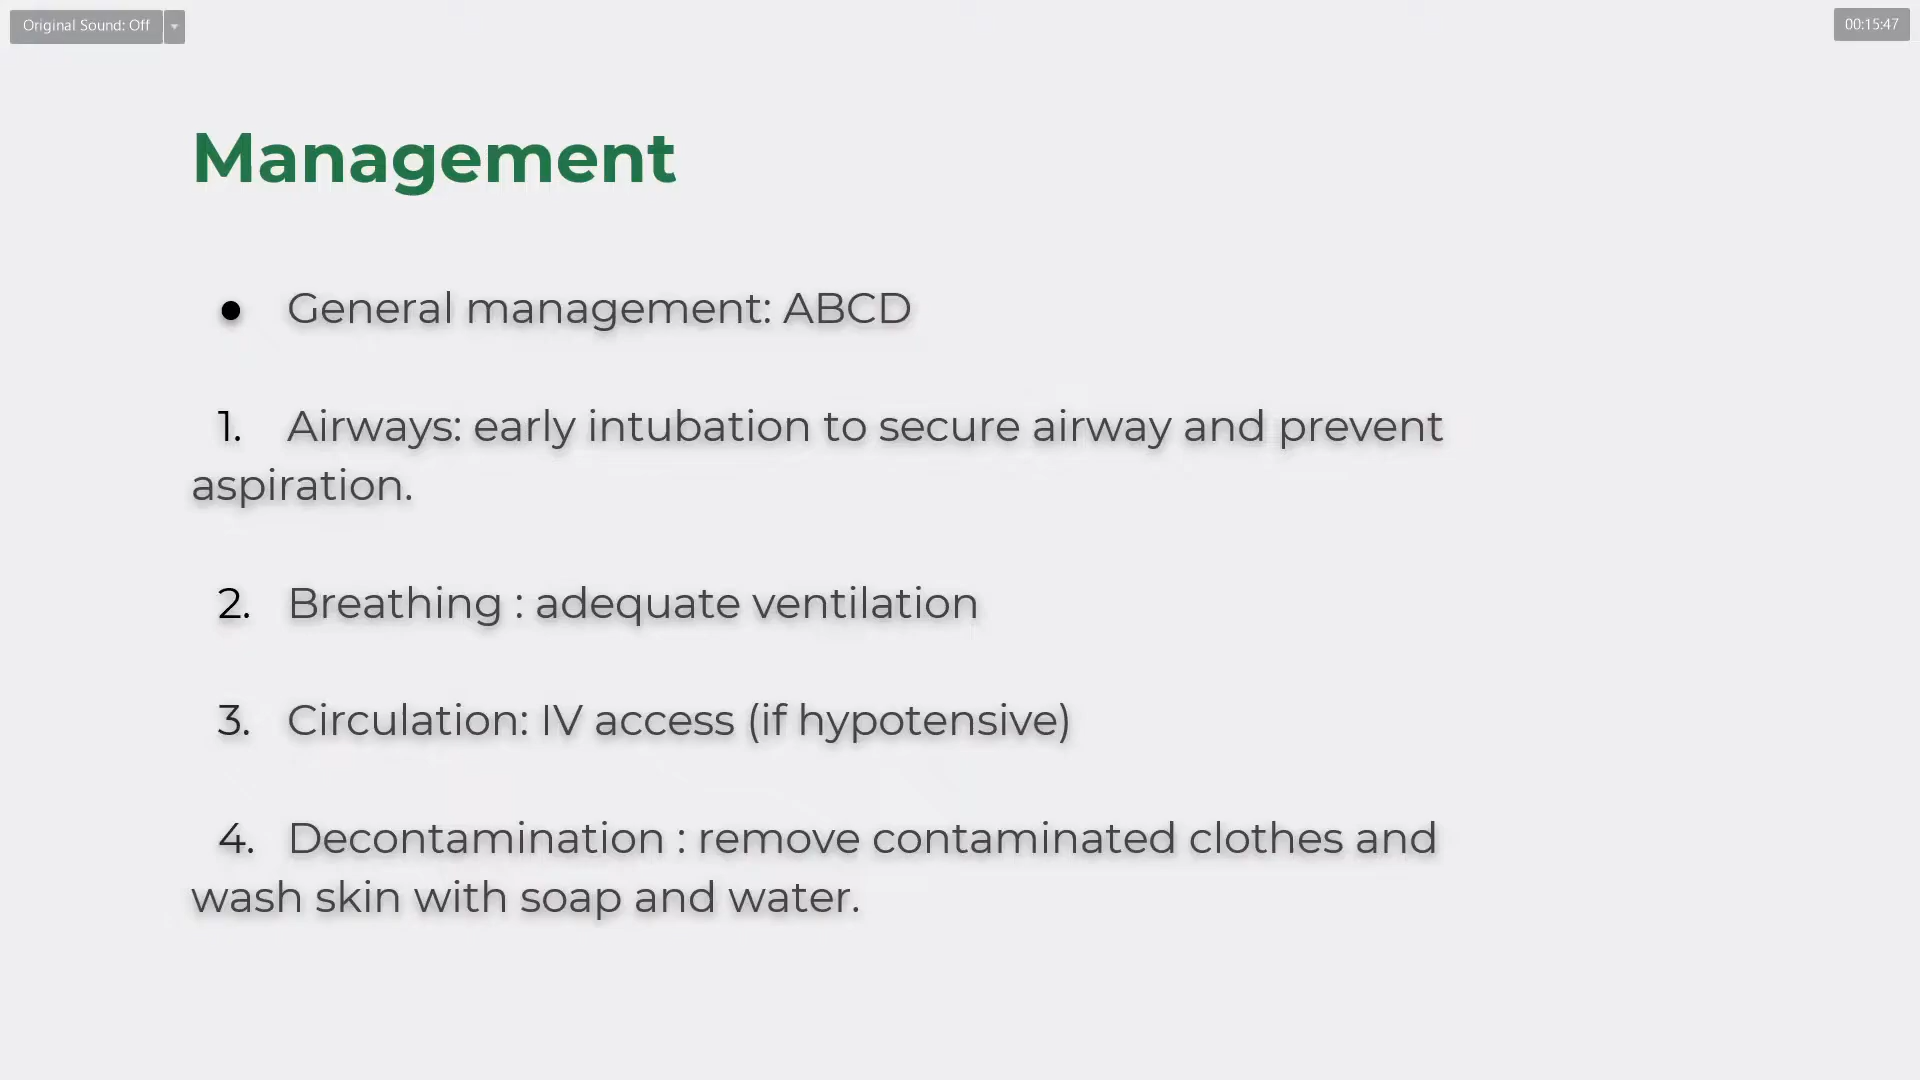 Original Sound: Off
00:15:47
Management
● General management: ABCD
1. Airways: early intubation to secure airway and prevent
aspiration.
2. Breathing : adequate ventilation
3. Circulation: IV access (if hypotensive)
4. Decontamination : remove contaminated clothes and
wash skin with soap and water.